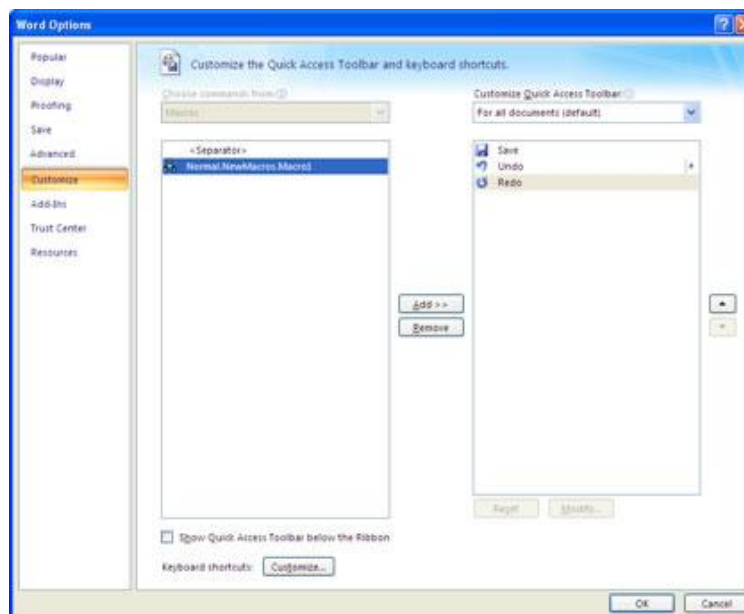 Word Options
Popular
Display
Proofing
Save
Advanced
Customize
Add-Ins
Trust Center
Resources
Customize the Quick Access Toolbar and keyboard shortcuts.
Choose commands from:
Macros
Customize Quick Access Toolbar:
For all documents (default)
<Separator>
Normal.NewMacros.Macro1
Save
Undo
Redo
Add >>
Remove
Reset
Modify...
Show Quick Access Toolbar below the Ribbon
Keyboard shortcuts:
Customize...
OK
Cancel